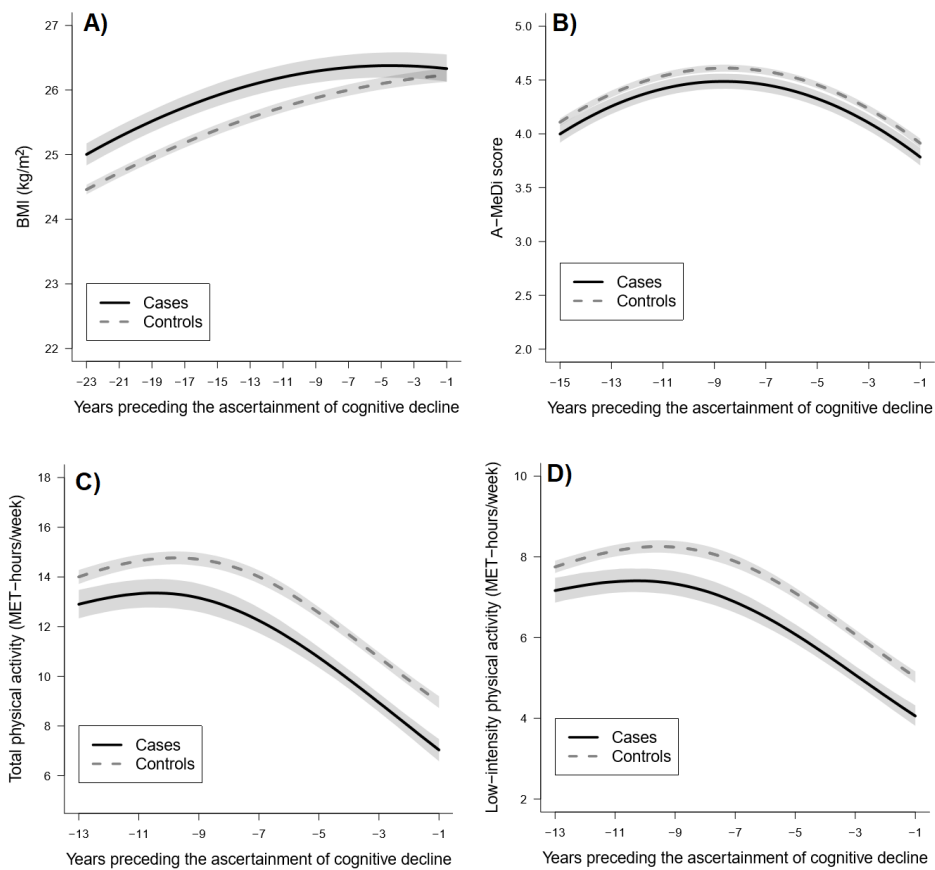 A)
BMI (kg/m²)
27
26
25
24
23
22
Cases
Controls
−23 −21 −19 −17 −15 −13 −11 −9 −7 −5 −3 −1
Years preceding the ascertainment of cognitive decline
B)
A−MeDi score
5.0
4.5
4.0
3.5
3.0
2.5
2.0
Cases
Controls
−15 −13 −11 −9 −7 −5 −3 −1
Years preceding the ascertainment of cognitive decline
C)
Total physical activity (MET−hours/week)
18
16
14
12
10
8
6
Cases
Controls
−13 −11 −9 −7 −5 −3 −1
Years preceding the ascertainment of cognitive decline
D)
Low−intensity physical activity (MET−hours/week)
10
8
6
4
2
Cases
Controls
−13 −11 −9 −7 −5 −3 −1
Years preceding the ascertainment of cognitive decline